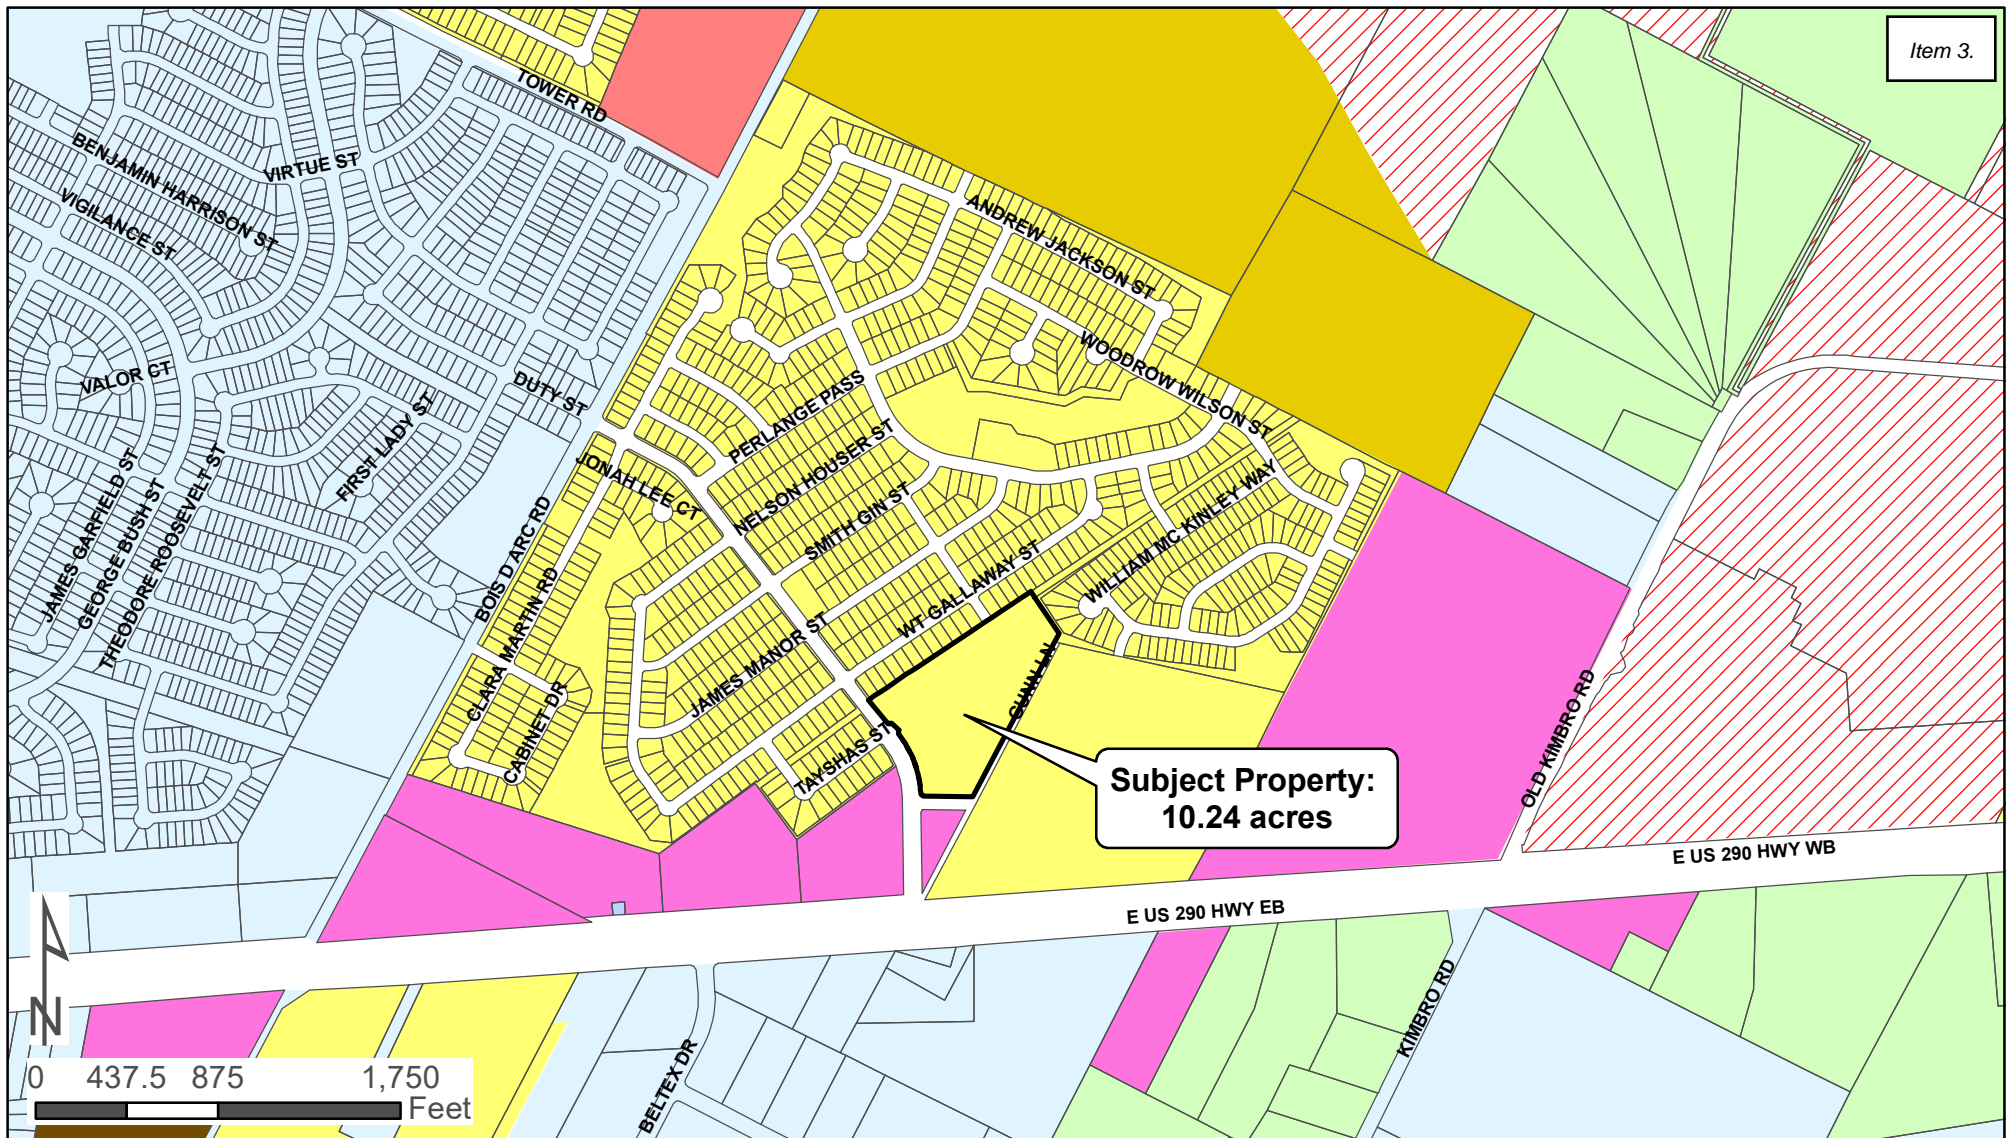 Item 3.
TOWER RD
BENJAMIN HARRISON ST
VIRTUE ST
VIGILANCE ST
ANDREW JACKSON ST
WOODROW WILSON ST
VALOR CT
DUTY ST
FIRST LADY ST
PERLANGE PASS
NELSON HOUSER ST
JONAH LEE CT
SMITH GIN ST
WILLIAM MC KINLEY WAY
JAMES GARFIELD ST
GEORGE BUSH ST
THEODORE ROOSEVELT ST
BOIS D ARC RD
CLARA MARTIN RD
WT GALLAWAY ST
JAMES MANOR ST
CABINET DR
TAYSHAS ST
GUNN LN
OLD KIMBRO RD
Subject Property:
10.24 acres
E US 290 HWY WB
E US 290 HWY EB
KIMBRO RD
BELTEX DR
N
0 437.5 875 1,750
Feet